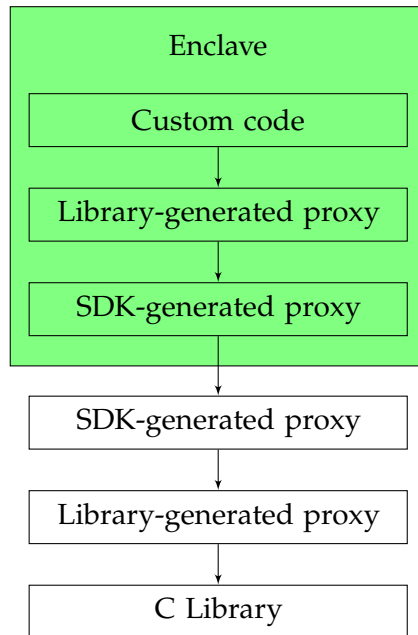 Enclave
Custom code
Library-generated proxy
SDK-generated proxy
SDK-generated proxy
Library-generated proxy
C Library